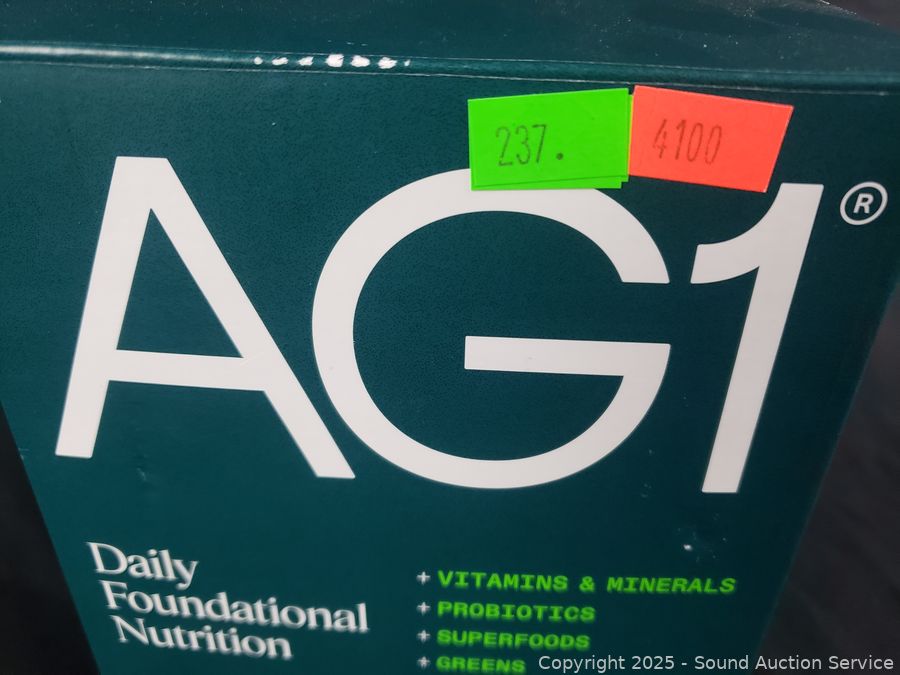 237.
4100
AG1®
Daily
Foundational
Nutrition
+ VITAMINS & MINERALS
+ PROBIOTICS
+ SUPERFOODS
+ GREENS
Copyright 2025 - Sound Auction Service